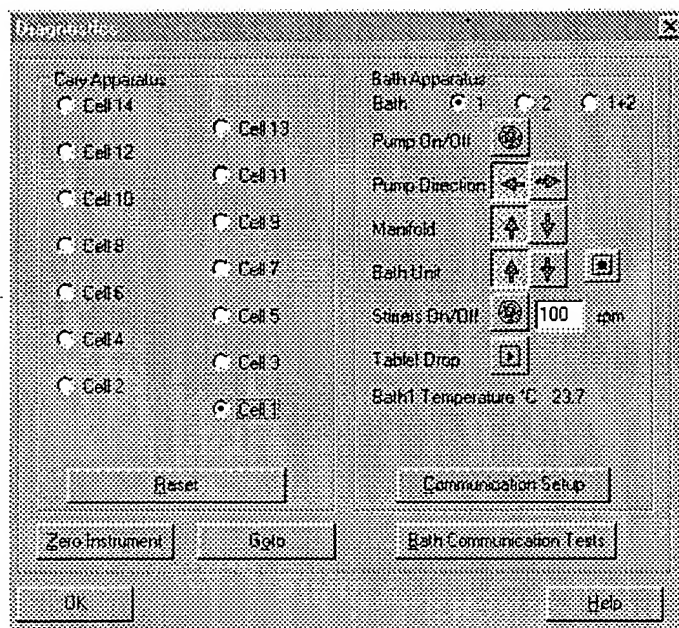 Diagnostics
Cary Apparatus
Cell 14
Cell 13
Cell 12
Cell 11
Cell 10
Cell 9
Cell 8
Cell 7
Cell 6
Cell 5
Cell 4
Cell 3
Cell 2
Cell 1
Reset
Zero Instrument
Goto
Bath Apparatus
Bath 1 2 1+2
Pump On/Off
Pump Direction
Manifold
Bath Unit
Stirrers On/Off 100 rpm
Tablet Drop
Bath1 Temperature °C 23.7
Communication Setup
Bath Communication Tests
OK
Help